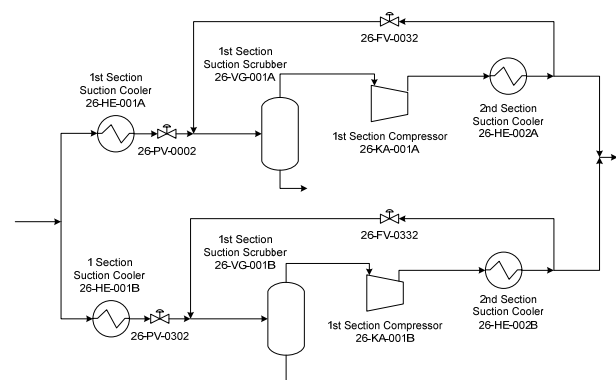 26-FV-0032
1st Section
Suction Scrubber
26-VG-001A
1st Section
Suction Cooler
26-HE-001A
2nd Section
Suction Cooler
26-HE-002A
1st Section Compressor
26-KA-001A
26-PV-0002
26-FV-0332
1st Section
Suction Scrubber
26-VG-001B
1 Section
Suction Cooler
26-HE-001B
2nd Section
Suction Cooler
26-HE-002B
1st Section Compressor
26-KA-001B
26-PV-0302